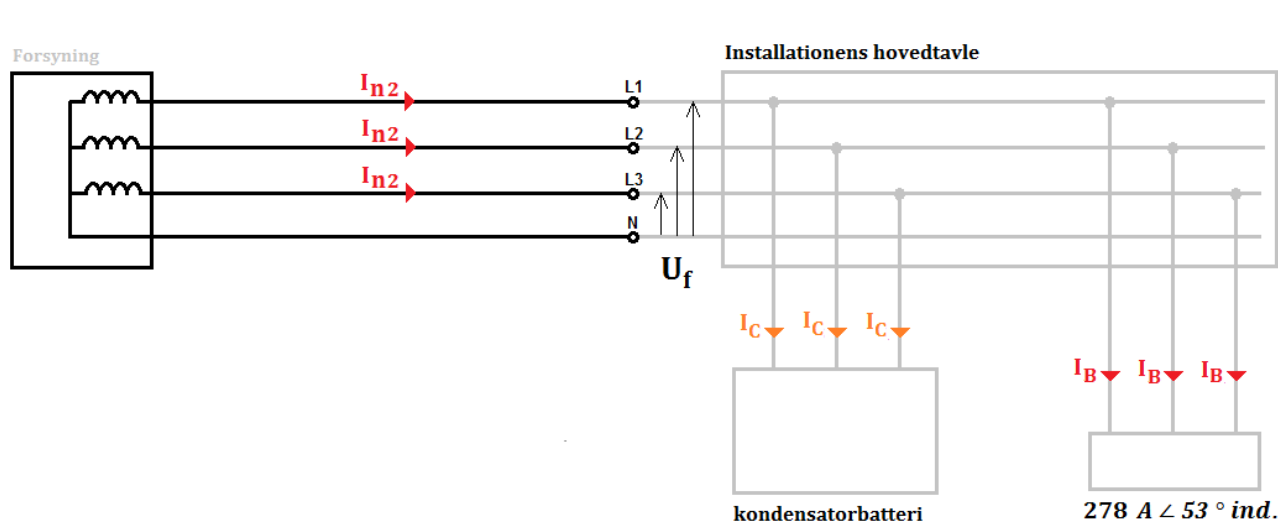 Forsyning
Installationens hovedtavle
In2
L1
In2
L2
In2
L3
N
Uf
IC IC IC
IB IB IB
kondensatorbatteri
278 A ∠ 53 ° ind.